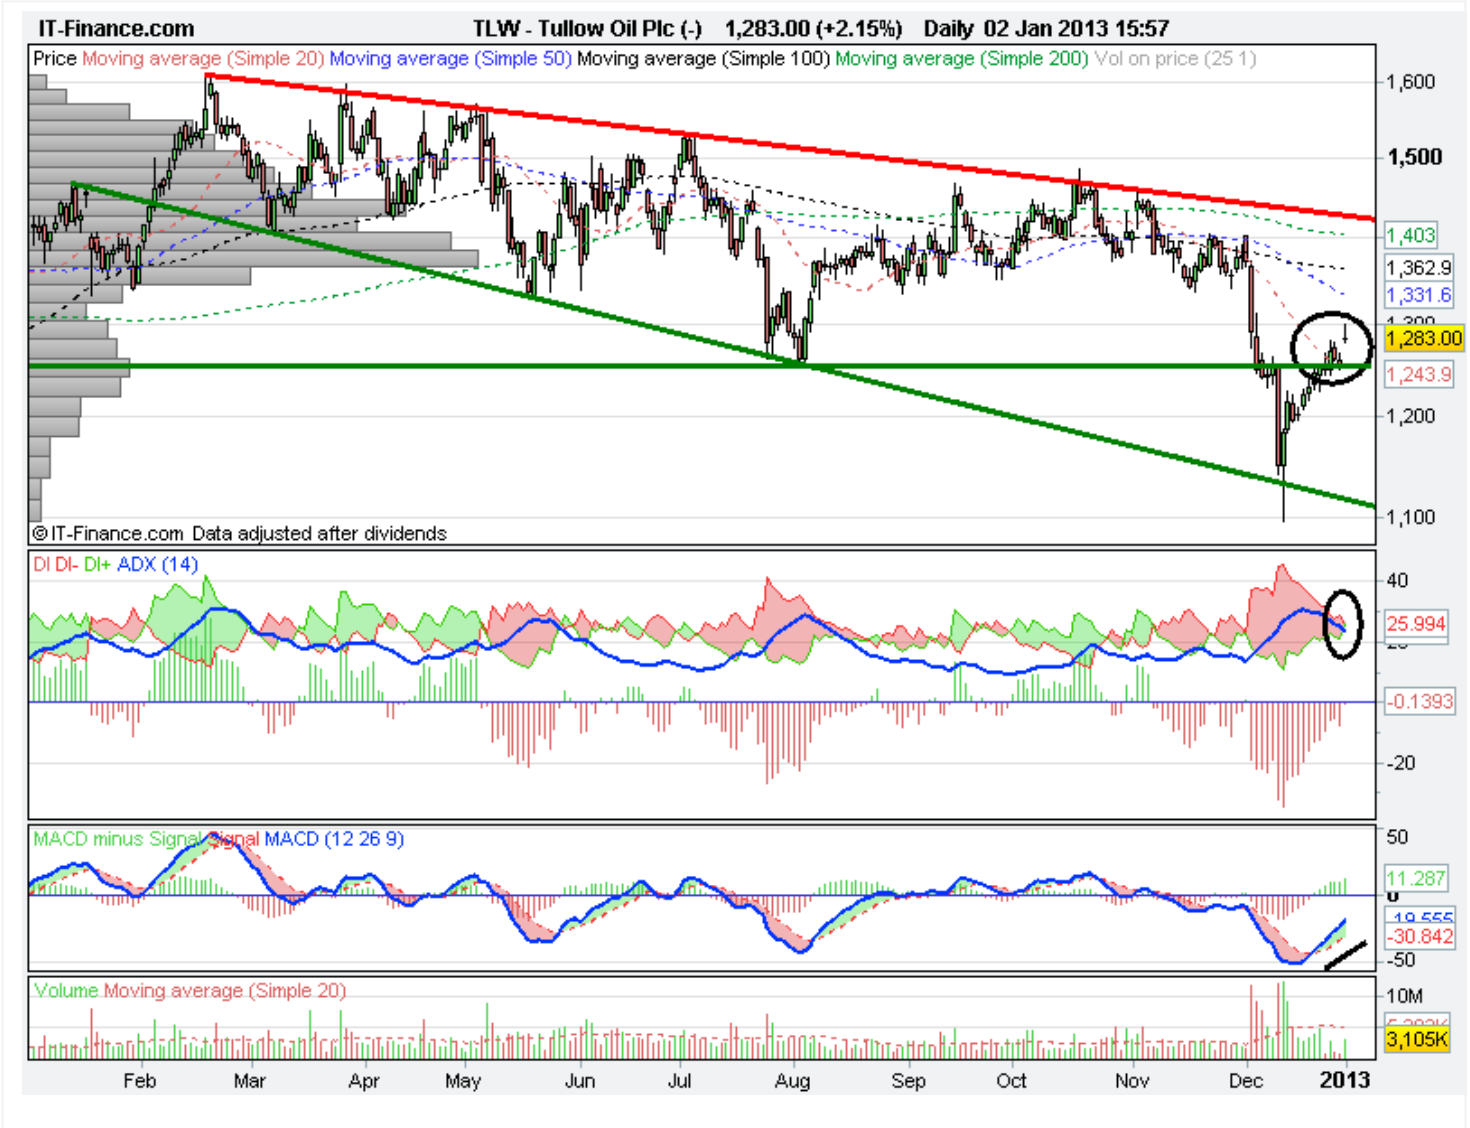 IT-Finance.com TLW - Tullow Oil Plc (-) 1,283.00 (+2.15%) Daily 02 Jan 2013 15:57
Price Moving average (Simple 20) Moving average (Simple 50) Moving average (Simple 100) Moving average (Simple 200) Vol on price (25 1)
1,600
1,500
1,403
1,362.9
1,331.6
1,300
1,283.00
1,243.9
1,200
1,100
© IT-Finance.com Data adjusted after dividends
DI DI- DI+ ADX (14)
40
25.994
20
-0.1393
-20
MACD minus Signal Signal MACD (12 26 9)
50
11.287
0
-19.555
-30.842
-50
Volume Moving average (Simple 20)
10M
3,105K
Feb Mar Apr May Jun Jul Aug Sep Oct Nov Dec 2013